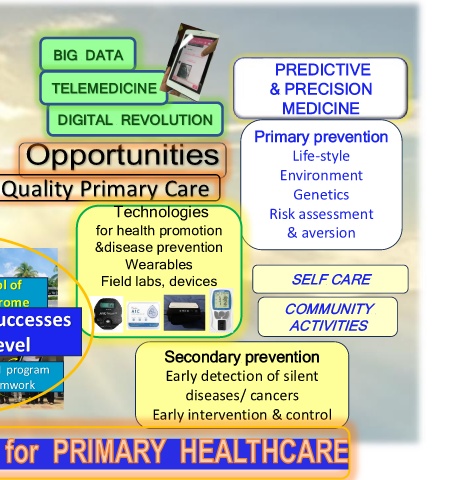 BIG DATA
TELEMEDICINE
DIGITAL REVOLUTION
PREDICTIVE
& PRECISION
MEDICINE
Opportunities
Quality Primary Care
Primary prevention
Life-style
Environment
Genetics
Risk assessment
& aversion
Technologies
for health promotion
&disease prevention
Wearables
Field labs, devices
SELF CARE
COMMUNITY
ACTIVITIES
ol of
rome
uccesses
evel
program
mwork
Secondary prevention
Early detection of silent
diseases/ cancers
Early intervention & control
for PRIMARY HEALTHCARE